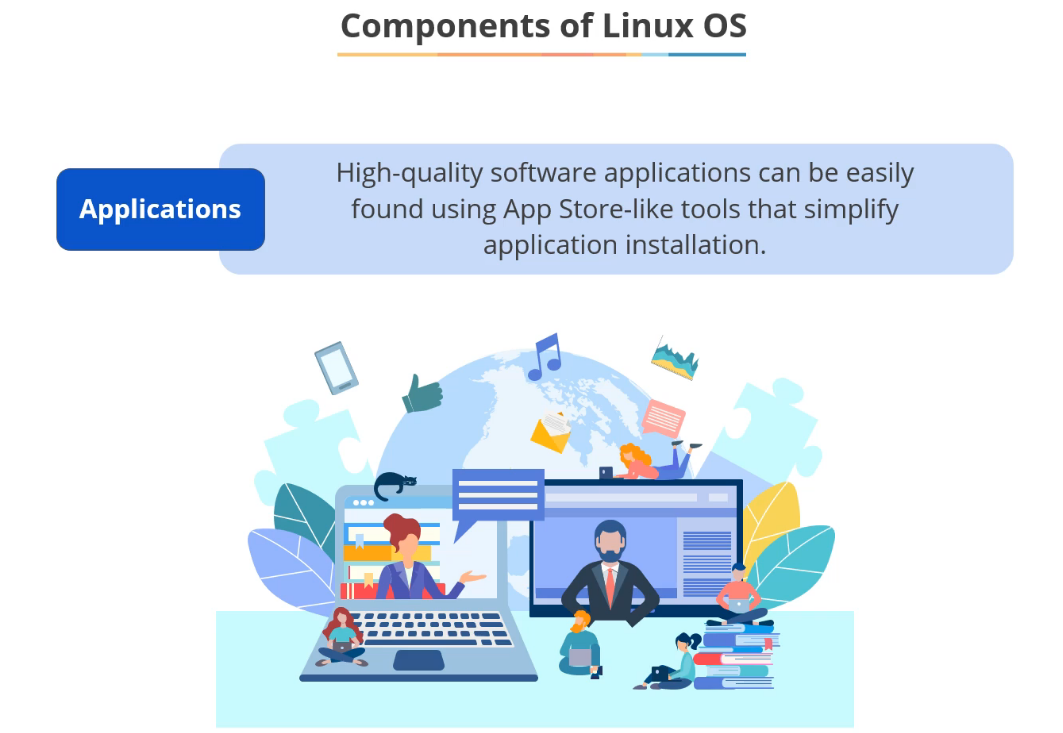 Components of Linux OS
Applications
High-quality software applications can be easily
found using App Store-like tools that simplify
application installation.